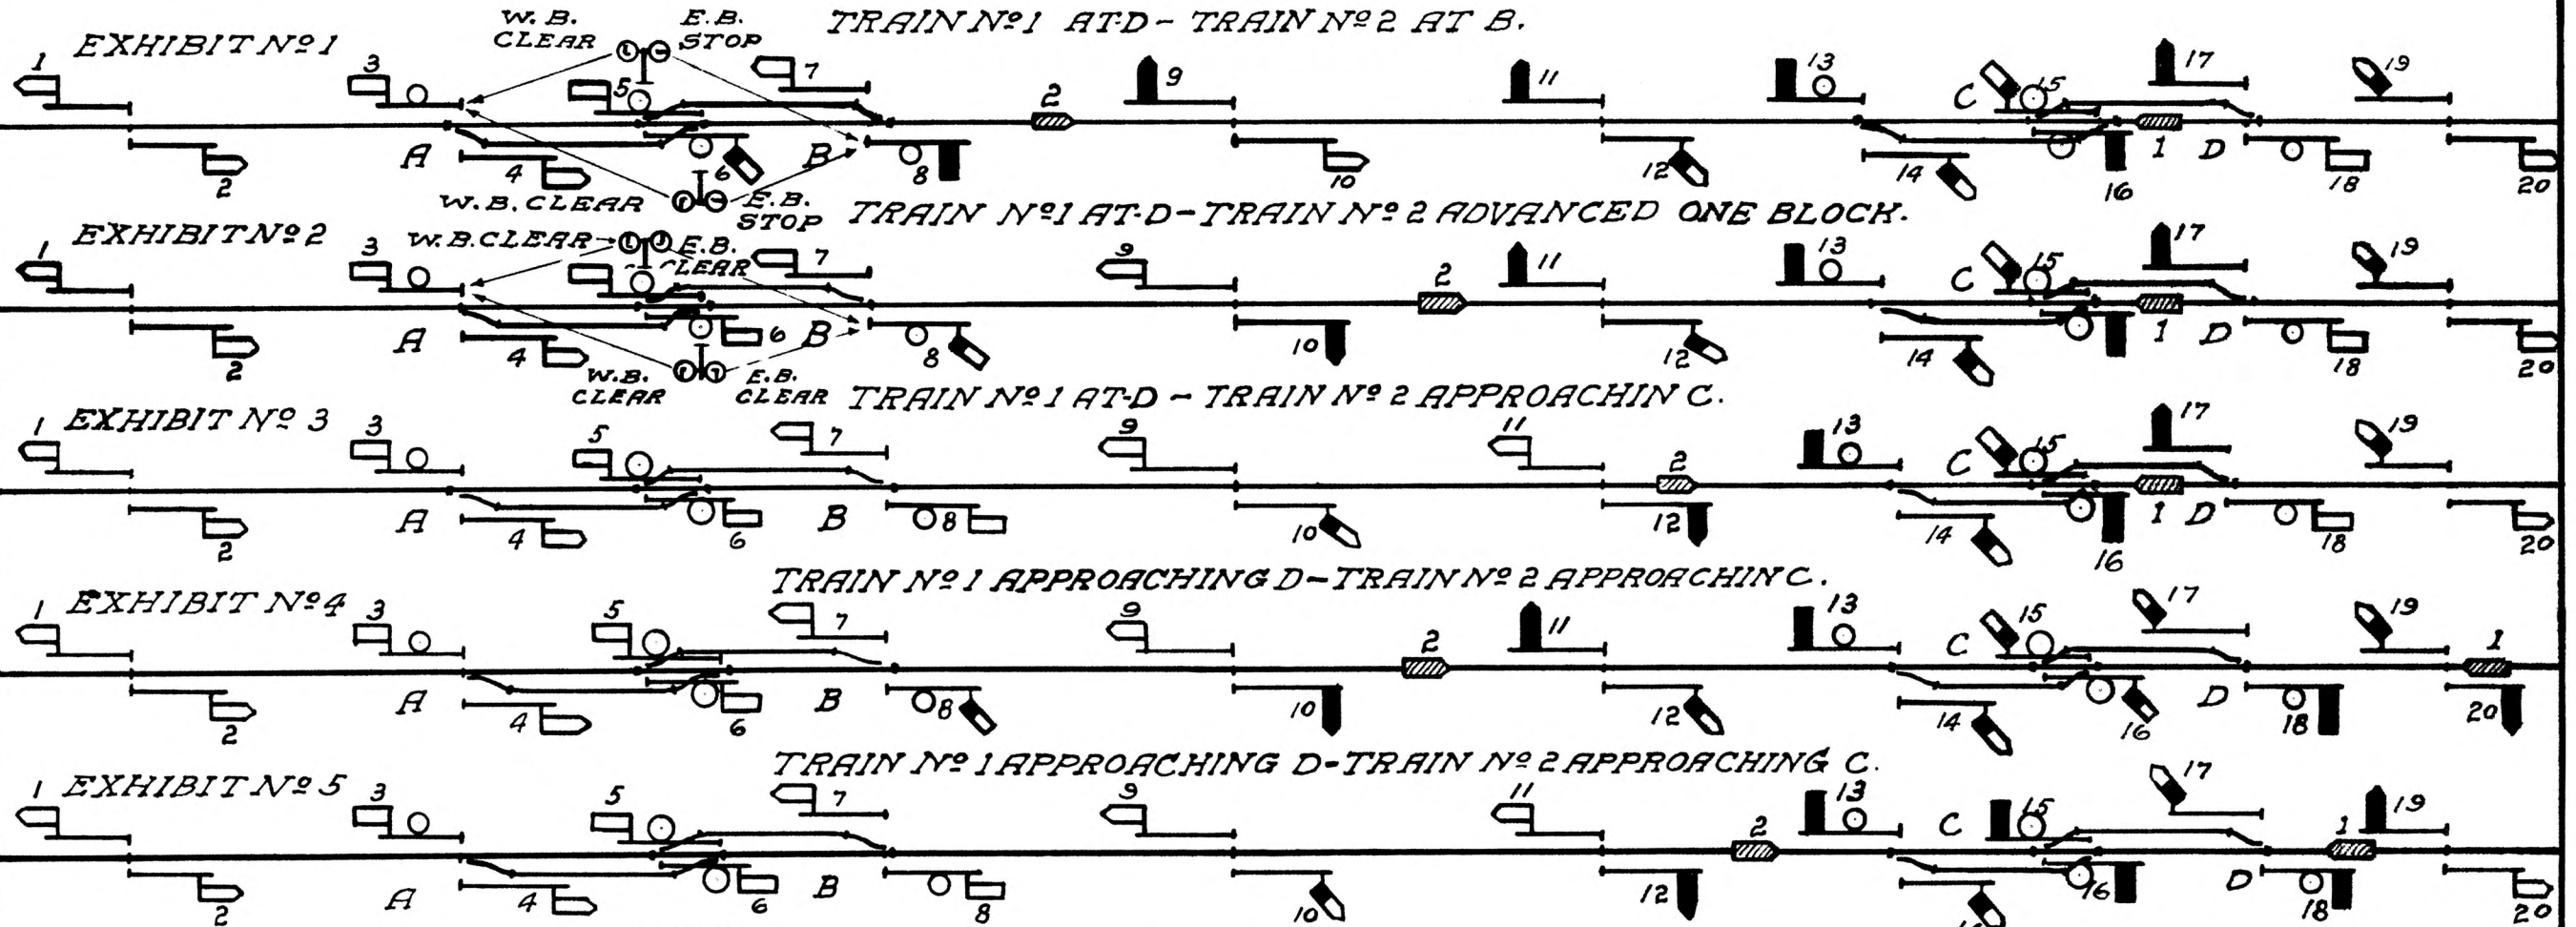 TRAIN Nº1 AT-D - TRAIN Nº2 AT B.
EXHIBIT Nº1
W.B. CLEAR
E.B. STOP
1 3 5 7 2 9 11 13 C 15 17 19
2 A 4 6 B 8 10 12 14 16 1 D 18 20
W.B. CLEAR
E.B. STOP
TRAIN Nº1 AT-D - TRAIN Nº2 ADVANCED ONE BLOCK.
EXHIBIT Nº2
W.B. CLEAR
E.B. CLEAR
1 3 7 9 2 11 13 C 15 17 19
2 A 4 6 B 8 10 12 14 16 1 D 18 20
W.B. CLEAR
E.B. CLEAR
TRAIN Nº1 AT-D - TRAIN Nº2 APPROACHIN C.
EXHIBIT Nº 3
1 3 5 7 9 11 2 13 C 15 17 19
2 A 4 6 B 8 10 12 14 16 1 D 18 20
TRAIN Nº1 APPROACHING D - TRAIN Nº2 APPROACHIN C.
EXHIBIT Nº4
1 3 5 7 9 2 11 13 C 15 17 19 1
2 A 4 6 B 8 10 12 14 16 D 18 20
TRAIN Nº1 APPROACHING D - TRAIN Nº2 APPROACHING C.
EXHIBIT Nº5
1 3 5 7 9 11 2 13 C 15 17 1 19
2 A 4 6 B 8 10 12 16 D 18 20